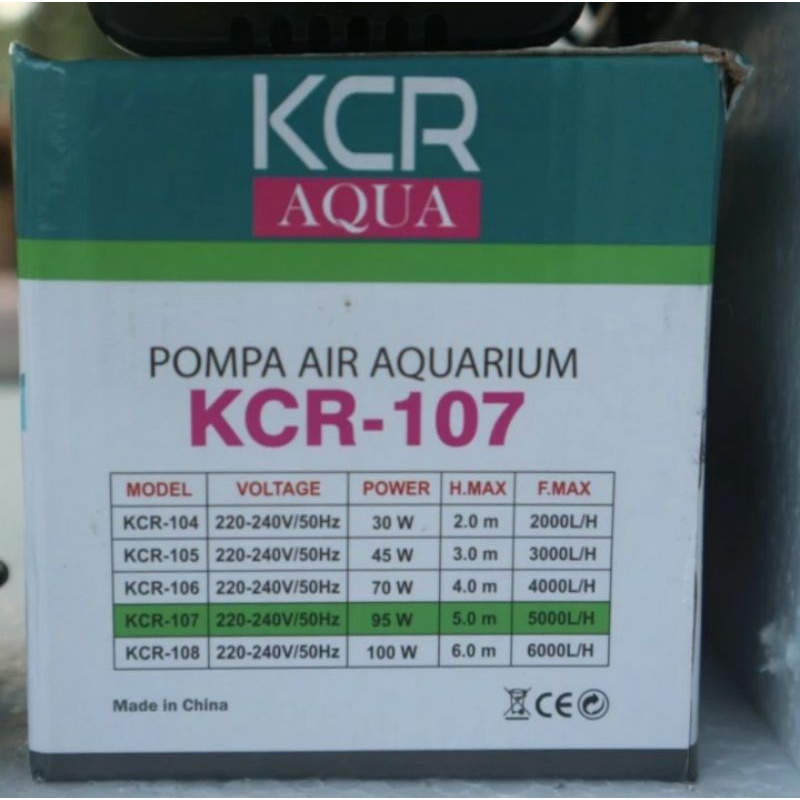 KCR
AQUA
POMPA AIR AQUARIUM
KCR-107
MODEL VOLTAGE POWER H.MAX F.MAX
KCR-104 220-240V/50Hz 30 W 2.0 m 2000L/H
KCR-105 220-240V/50Hz 45 W 3.0 m 3000L/H
KCR-106 220-240V/50Hz 70 W 4.0 m 4000L/H
KCR-107 220-240V/50Hz 95 W 5.0 m 5000L/H
KCR-108 220-240V/50Hz 100 W 6.0 m 6000L/H
Made in China CE